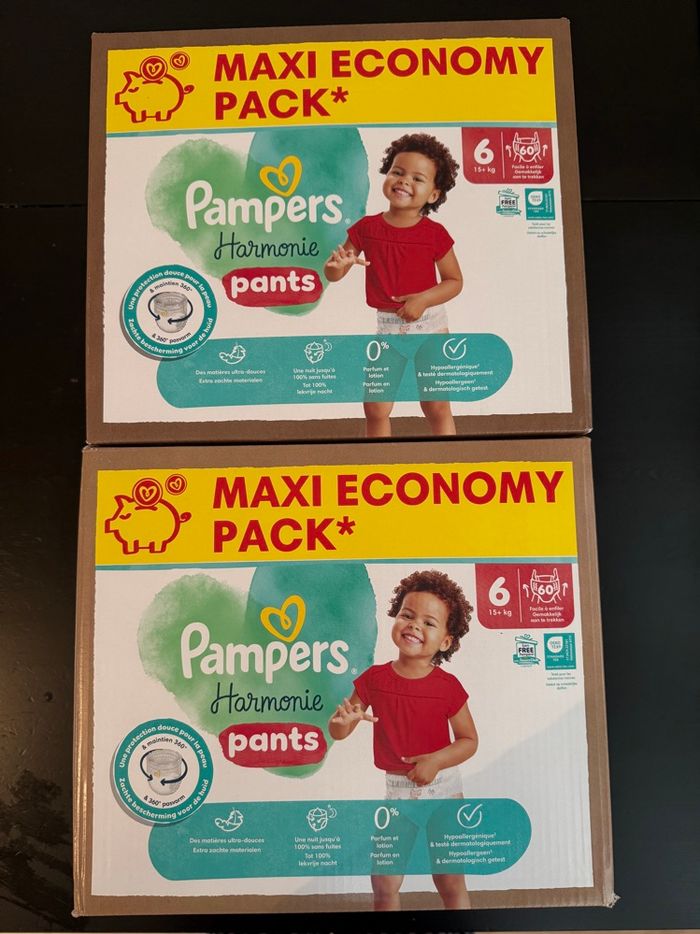 MAXI ECONOMY
PACK*
Pampers®
Harmonie
pants
6
15+ kg
60
Facile à enfiler
Gemakkelijk
aan te trekken
FREE
Une protection douce pour la peau
& maintien 360°
& 360° pasvorm
Zachte bescherming voor de huid
Des matières ultra-douces
Extra zachte materialen
Une nuit jusqu'à
100% sans fuites
Tot 100%
lekvrije nacht
0%
Parfum et
lotion
Parfum en
lotion
Hypoallergénique¹
& testé dermatologiquement
Hypoallergeen¹
& dermatologisch getest
MAXI ECONOMY
PACK*
Pampers®
Harmonie
pants
6
15+ kg
60
Facile à enfiler
Gemakkelijk
aan te trekken
FREE
OEKO
TEX
STANDARD
100
Une protection douce pour la peau
& maintien 360°
& 360° pasvorm
Zachte bescherming voor de huid
Des matières ultra-douces
Extra zachte materialen
Une nuit jusqu'à
100% sans fuites
Tot 100%
lekvrije nacht
0%
Parfum et
lotion
Parfum en
lotion
Hypoallergénique¹
& testé dermatologiquement
Hypoallergeen¹
& dermatologisch getest